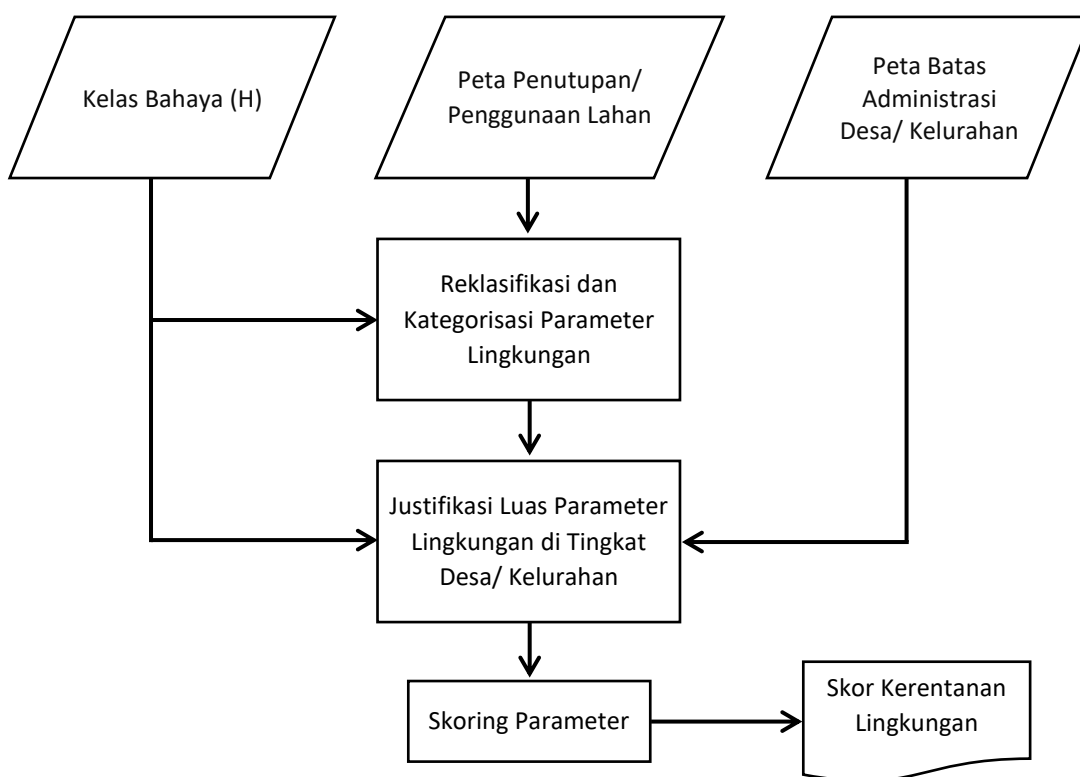 Kelas Bahaya (H)
Peta Penutupan/
Penggunaan Lahan
Peta Batas
Administrasi
Desa/ Kelurahan
Reklasifikasi dan
Kategorisasi Parameter
Lingkungan
Justifikasi Luas Parameter
Lingkungan di Tingkat
Desa/ Kelurahan
Skoring Parameter
Skor Kerentanan
Lingkungan